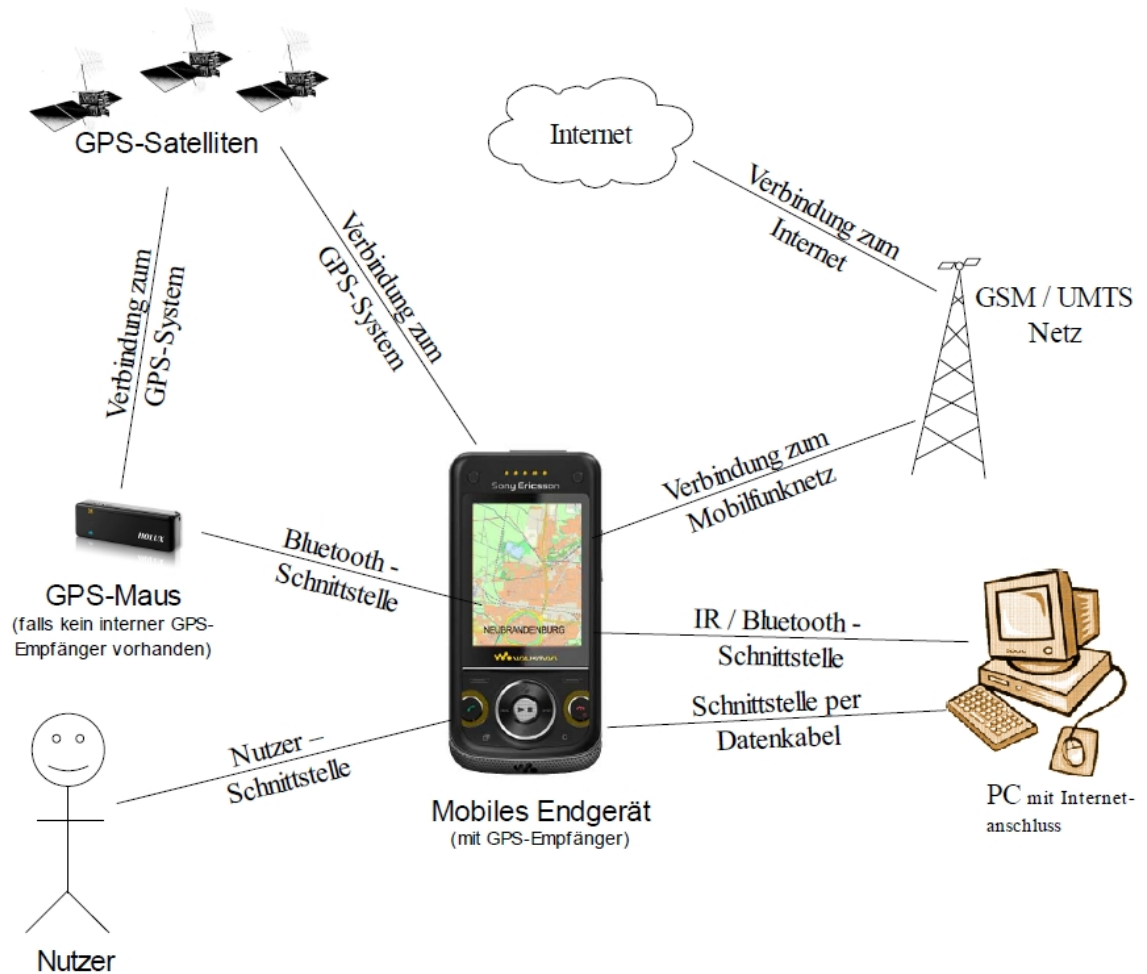 GPS-Satelliten
Internet
Verbindung zum
Internet
GSM / UMTS
Netz
Verbindung zum
GPS-System
Verbindung zum
GPS-System
Verbindung zum
Mobilfunknetz
Sony Ericsson
NEUBRANDENBURG
WALKMAN
HOLUX
GPS-Maus
(falls kein interner GPS-
Empfänger vorhanden)
Bluetooth -
Schnittstelle
IR / Bluetooth -
Schnittstelle
Schnittstelle per
Datenkabel
PC mit Internet-
anschluss
Nutzer –
Schnittstelle
Mobiles Endgerät
(mit GPS-Empfänger)
Nutzer